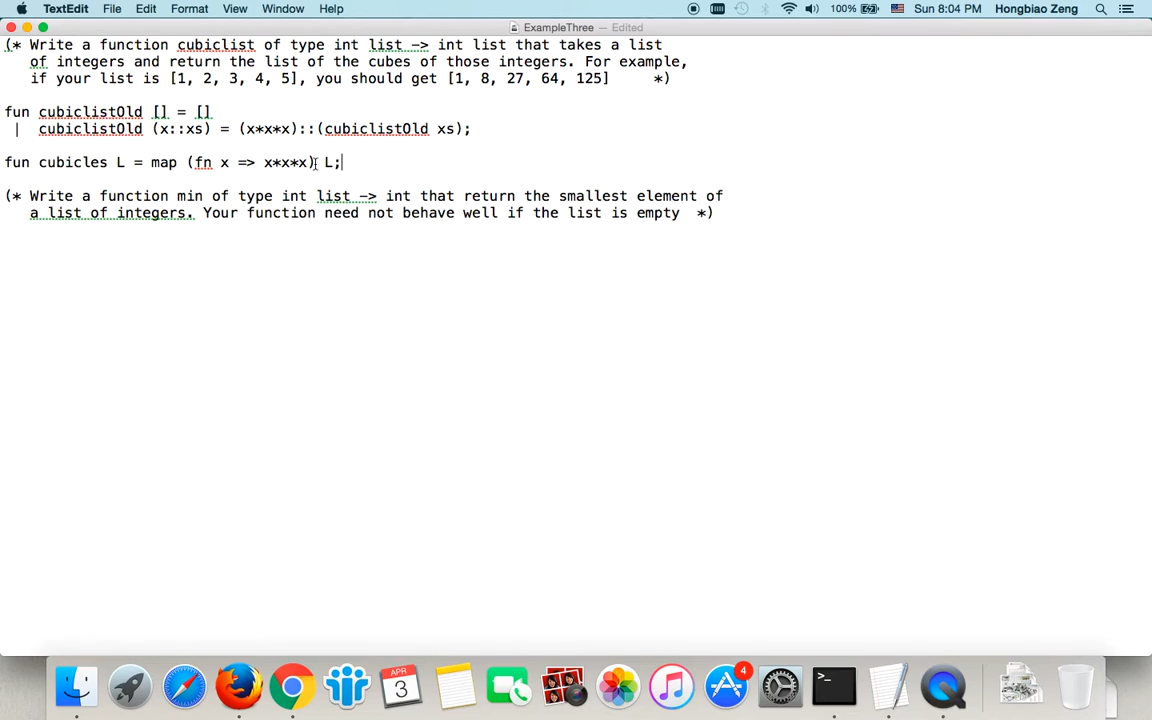 TextEdit File Edit Format View Window Help 100% Sun 8:04 PM Hongbiao Zeng
ExampleThree — Edited
(* Write a function cubiclist of type int list -> int list that takes a list
of integers and return the list of the cubes of those integers. For example,
if your list is [1, 2, 3, 4, 5], you should get [1, 8, 27, 64, 125] *)
fun cubiclistOld [] = []
| cubiclistOld (x::xs) = (x*x*x)::(cubiclistOld xs);
fun cubicles L = map (fn x => x*x*x) L;
(* Write a function min of type int list -> int that return the smallest element of
a list of integers. Your function need not behave well if the list is empty *)
APR
3
4
>_